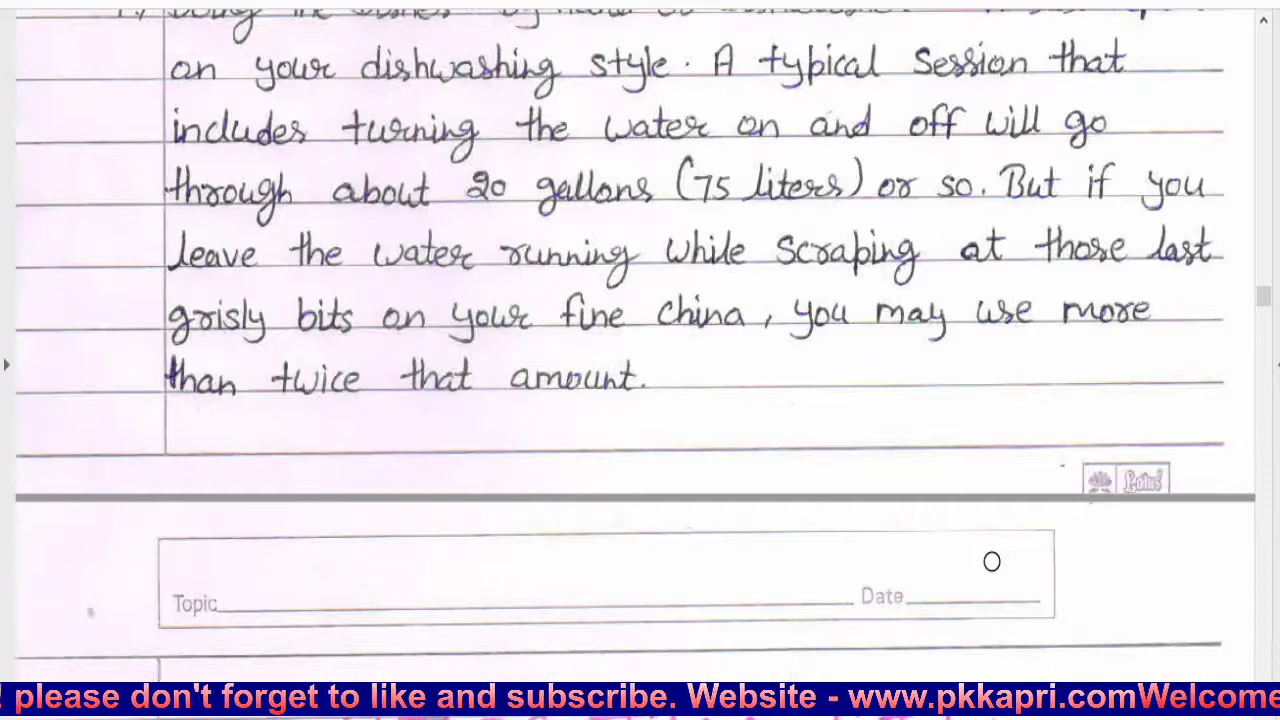 on your dishwashing style. A typical Session that
includes turning the water on and off will go
through about 20 gallons (75 liters) or so. But if you
leave the water running while scraping at those last
grisly bits on your fine china, you may use more
than twice that amount.
Lotus
Topic Date
! please don't forget to like and subscribe. Website - www.pkkapri.comWelcome